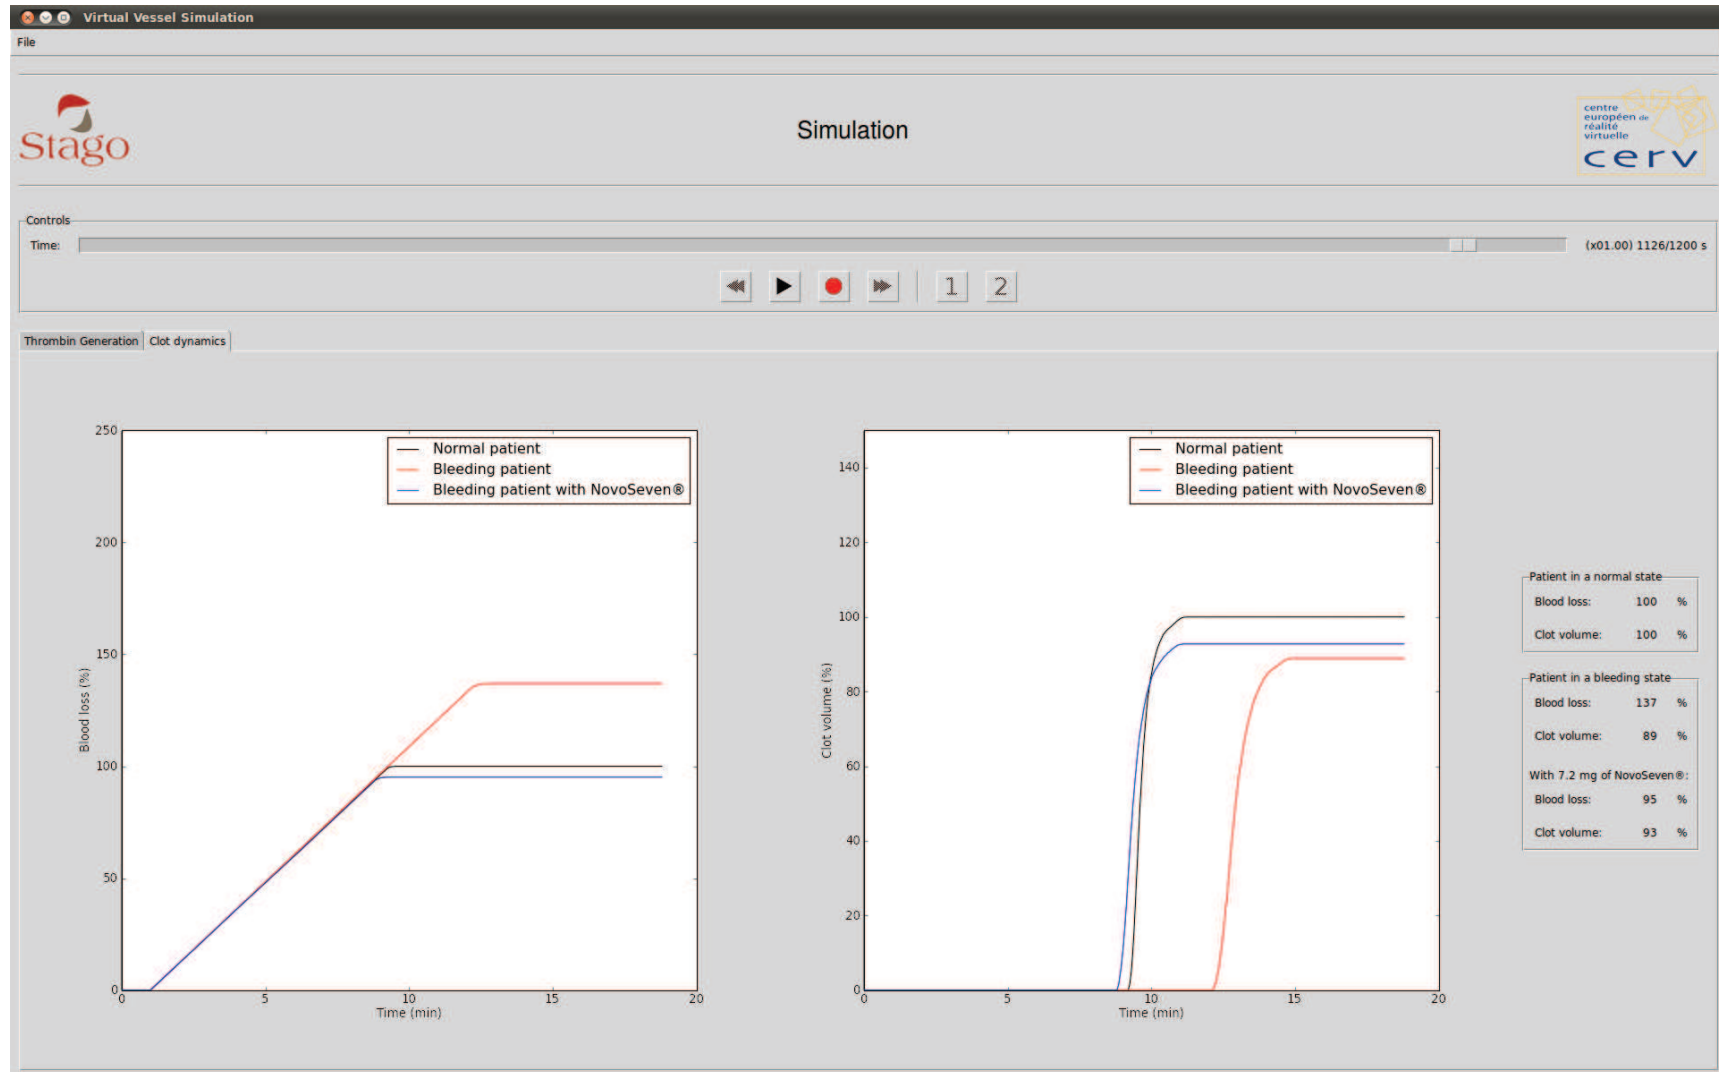 Virtual Vessel Simulation
File
Stago
Simulation
centre
européen de
réalité
virtuelle
cerv
Controls
Time:
(x01.00) 1126/1200 s
1 2
Thrombin Generation
Clot dynamics
Normal patient
Bleeding patient
Bleeding patient with NovoSeven®
250
200
150
100
50
0
Blood loss (%)
0 5 10 15 20
Time (min)
Normal patient
Bleeding patient
Bleeding patient with NovoSeven®
140
120
100
80
60
40
20
0
Clot volume (%)
0 5 10 15 20
Time (min)
Patient in a normal state
Blood loss: 100 %
Clot volume: 100 %
Patient in a bleeding state
Blood loss: 137 %
Clot volume: 89 %
With 7.2 mg of NovoSeven®:
Blood loss: 95 %
Clot volume: 93 %